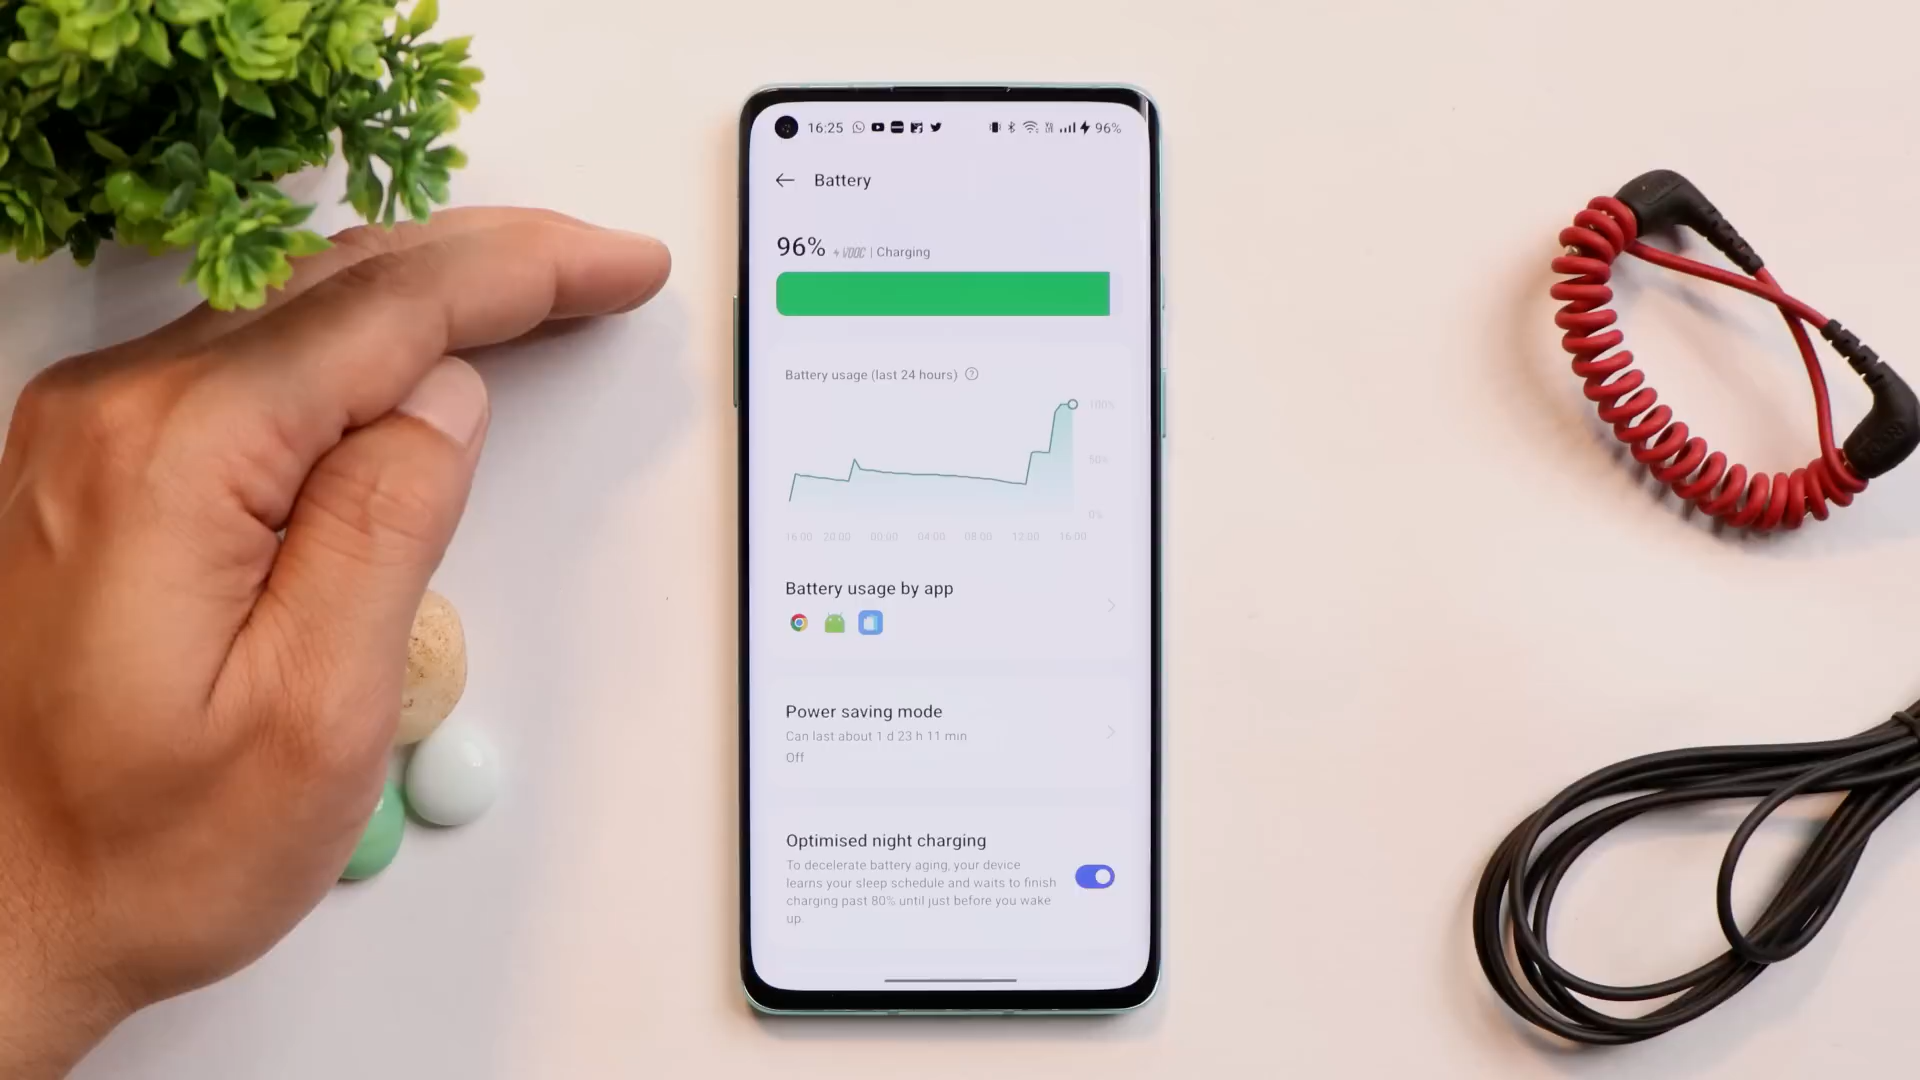 16:25 96%
Battery
96% VOOC | Charging
Battery usage (last 24 hours) ?
100%
50%
0%
16:00 20:00 00:00 04:00 08:00 12:00 16:00
Battery usage by app
Power saving mode
Can last about 1 d 23 h 11 min
Off
Optimised night charging
To decelerate battery aging, your device
learns your sleep schedule and waits to finish
charging past 80% until just before you wake
up.